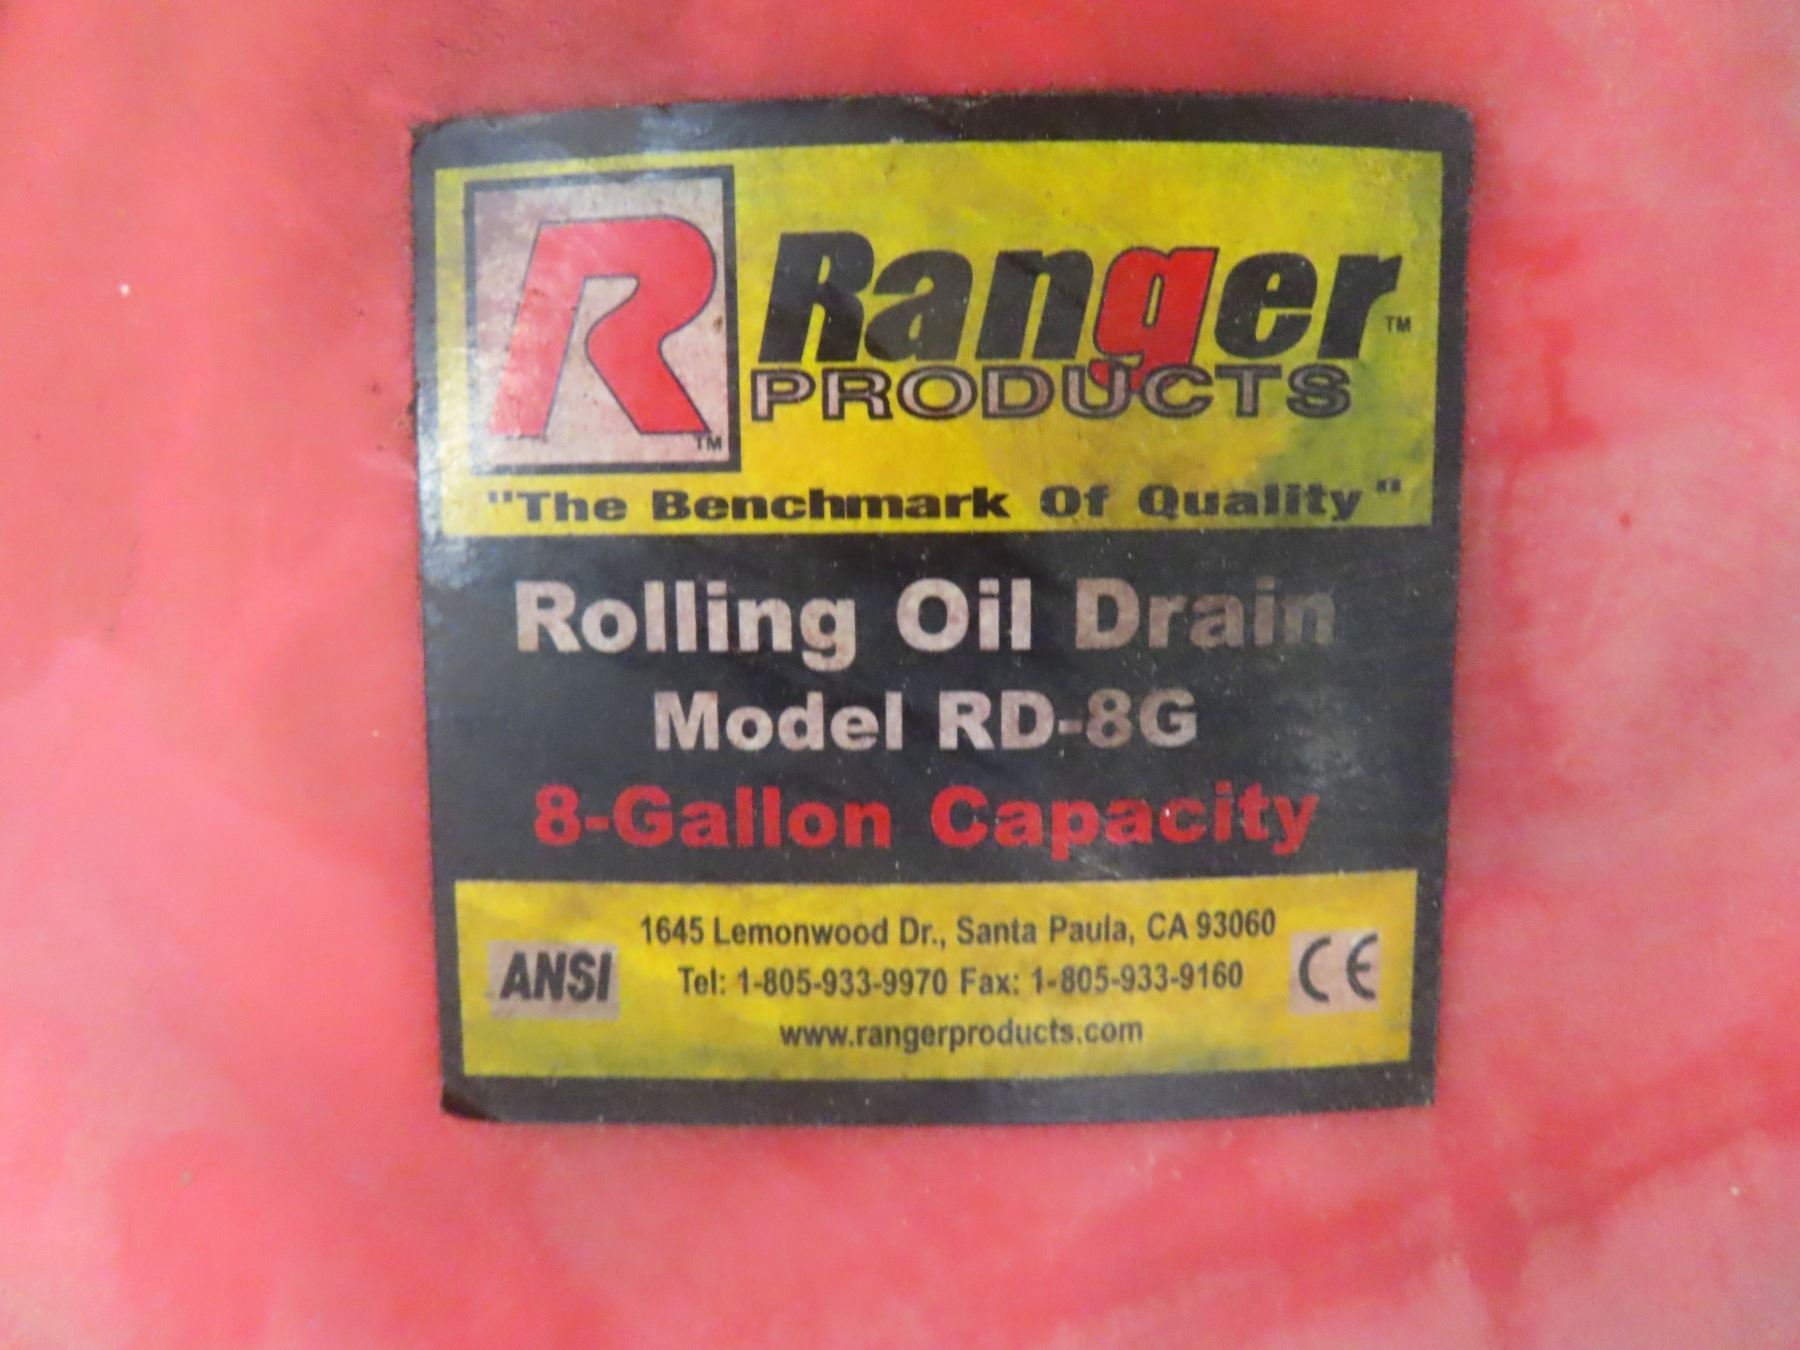 R™
Ranger™
PRODUCTS
"The Benchmark Of Quality"
Rolling Oil Drain
Model RD-8G
8-Gallon Capacity
1645 Lemonwood Dr., Santa Paula, CA 93060
ANSI
Tel: 1-805-933-9970 Fax: 1-805-933-9160
CE
www.rangerproducts.com